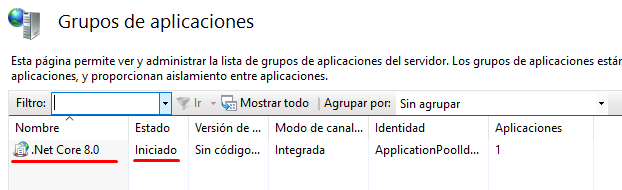 Grupos de aplicaciones
Esta página permite ver y administrar la lista de grupos de aplicaciones del servidor. Los grupos de aplicaciones están
aplicaciones, y proporcionan aislamiento entre aplicaciones.
Filtro: Ir Mostrar todo Agrupar por: Sin agrupar
Nombre Estado Versión de ... Modo de canal... Identidad Aplicaciones
.Net Core 8.0 Iniciado Sin código... Integrada ApplicationPoolId... 1